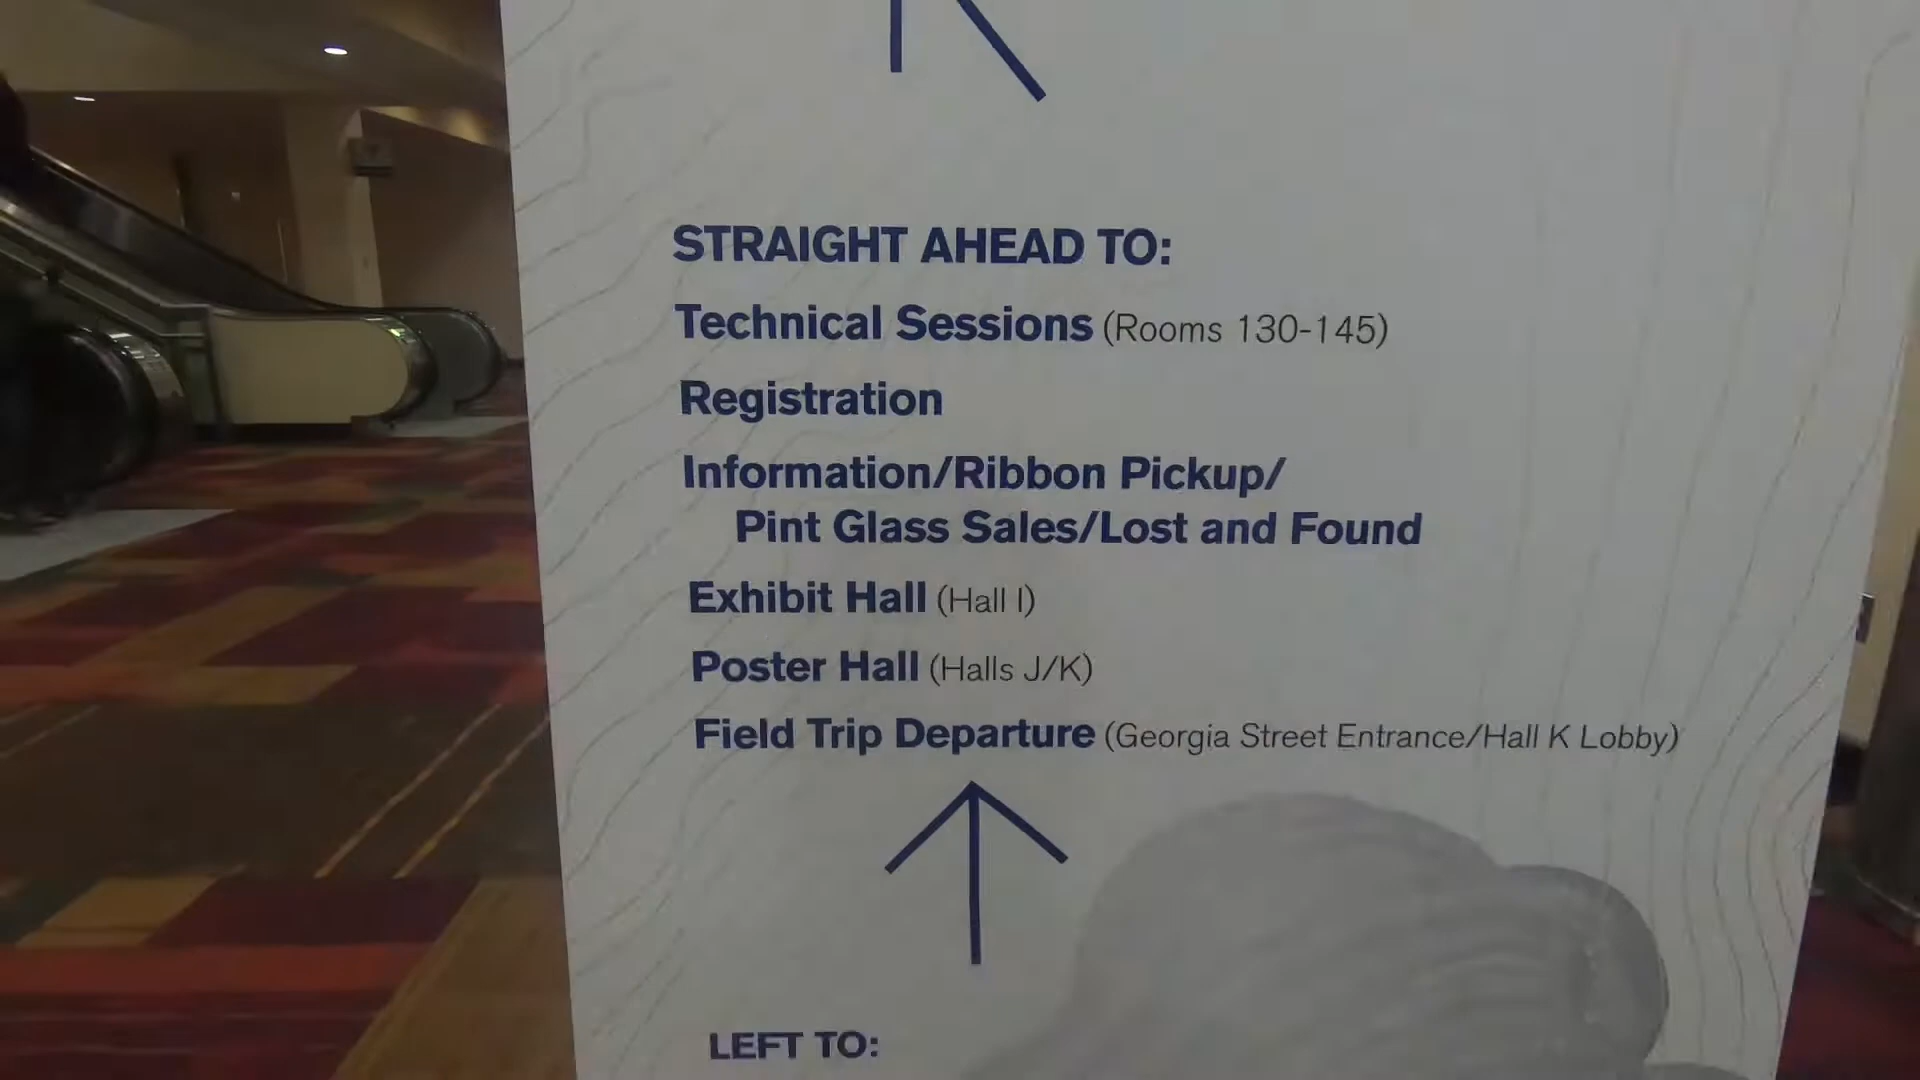 STRAIGHT AHEAD TO:
Technical Sessions (Rooms 130-145)
Registration
Information/Ribbon Pickup/
Pint Glass Sales/Lost and Found
Exhibit Hall (Hall I)
Poster Hall (Halls J/K)
Field Trip Departure (Georgia Street Entrance/Hall K Lobby)
LEFT TO: